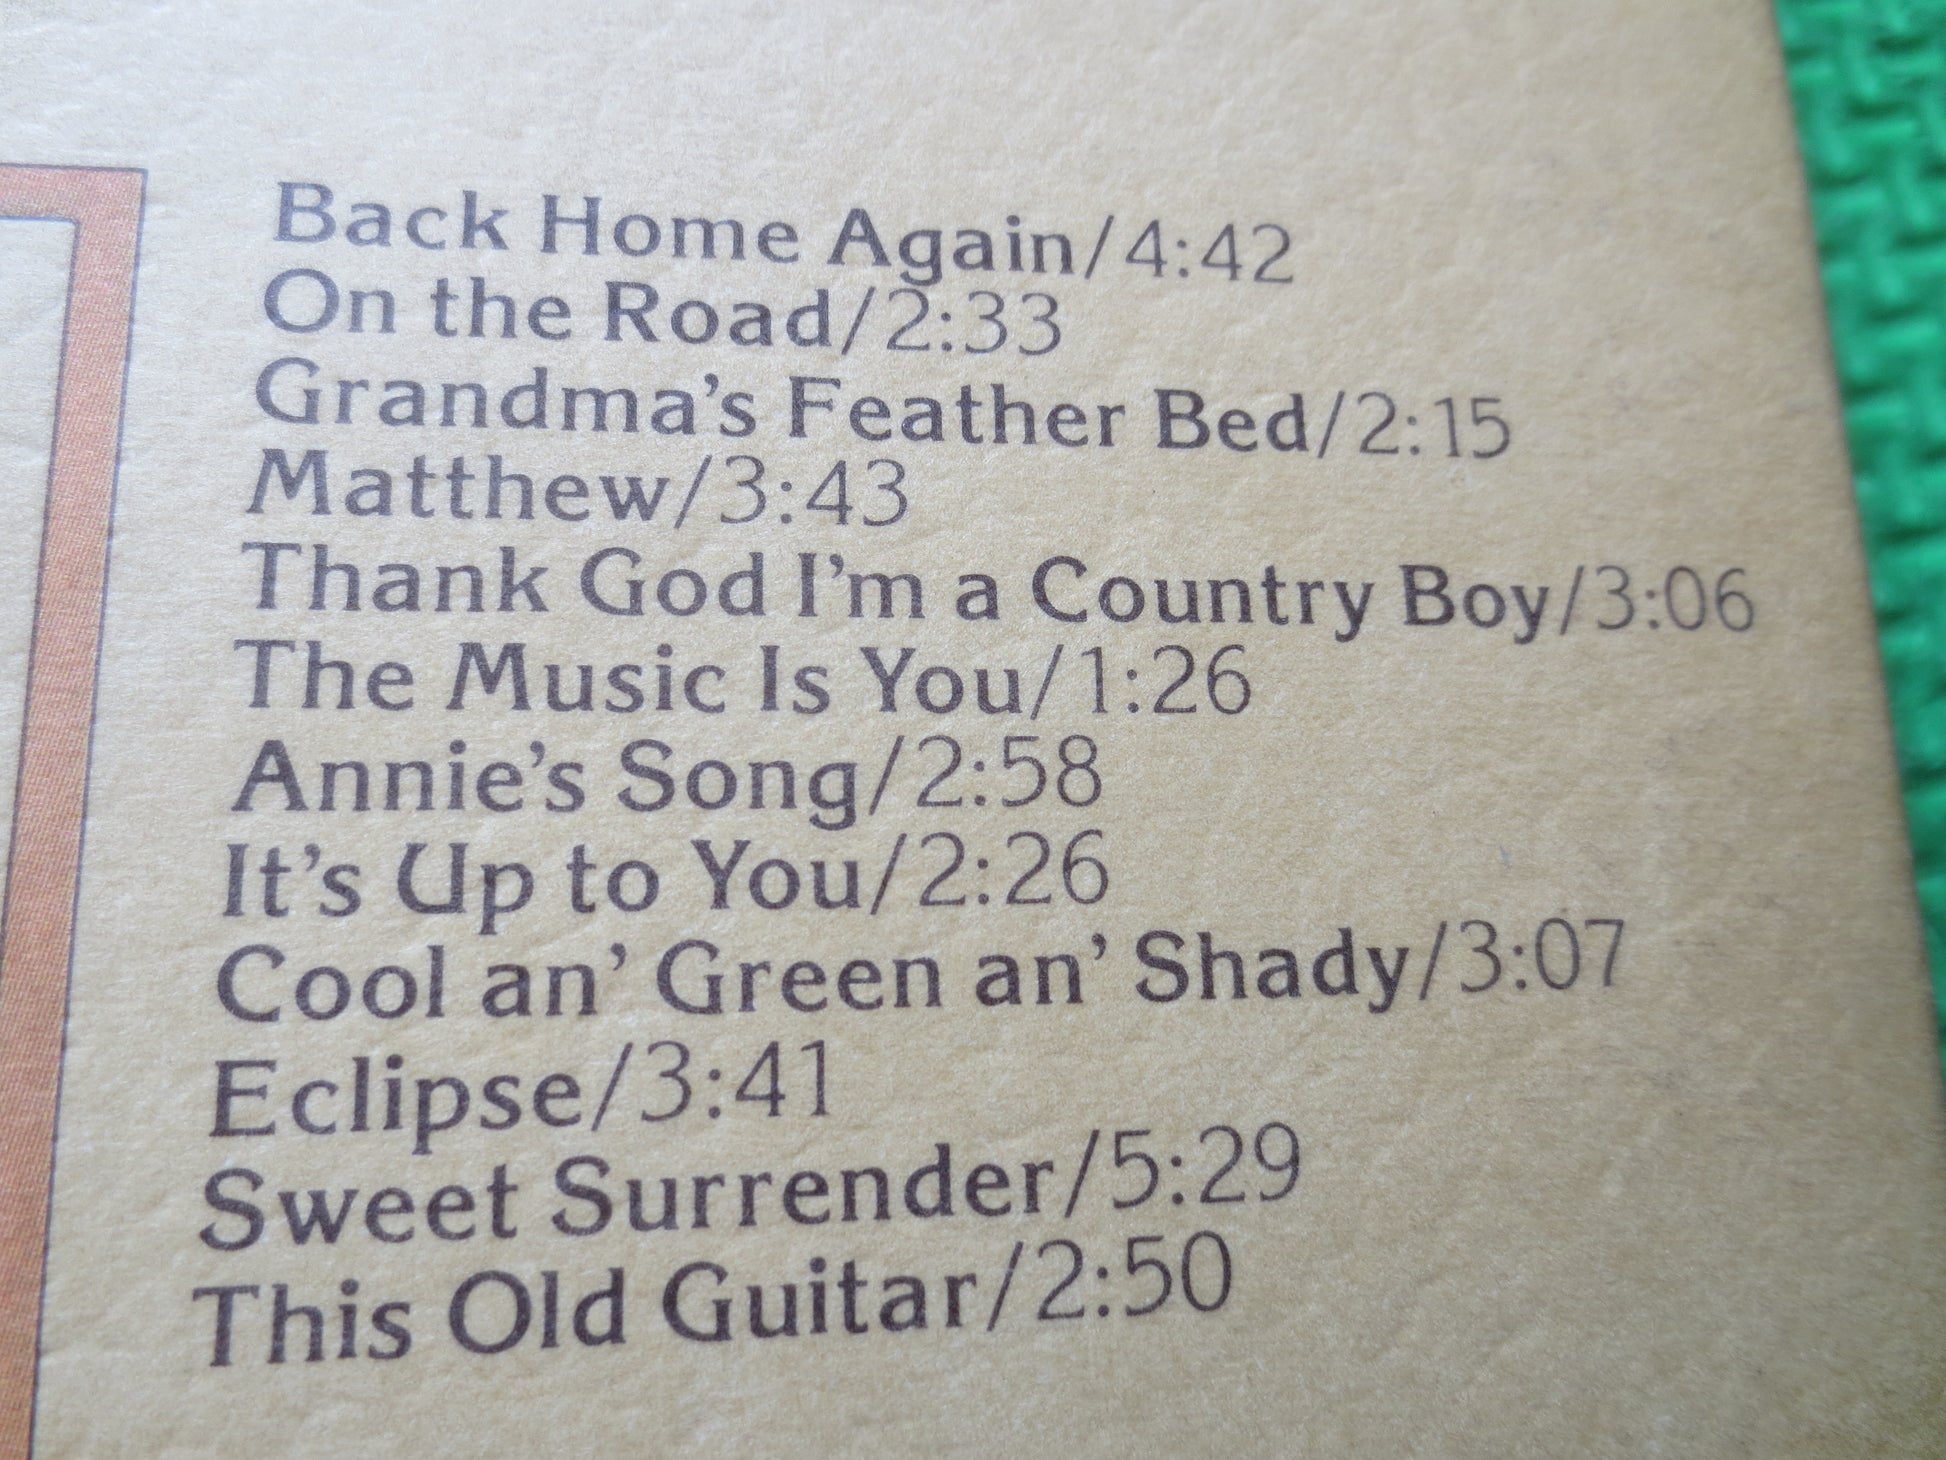 Back Home Again/4:42
On the Road/2:33
Grandma's Feather Bed/2:15
Matthew/3:43
Thank God I'm a Country Boy/3:06
The Music Is You/1:26
Annie's Song/2:58
It's Up to You/2:26
Cool an' Green an' Shady/3:07
Eclipse/3:41
Sweet Surrender/5:29
This Old Guitar/2:50